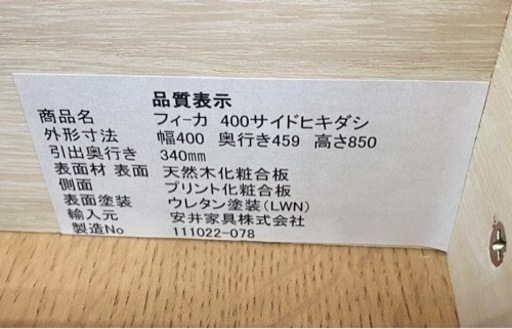 品質表示
商品名 フィーカ 400サイドヒキダシ
外形寸法 幅400 奥行き459 高さ850
引出奥行き 340mm
表面材 表面 天然木化粧合板
側面 プリント化粧合板
表面塗装 ウレタン塗装(LWN)
輸入元 安井家具株式会社
製造No 111022-078